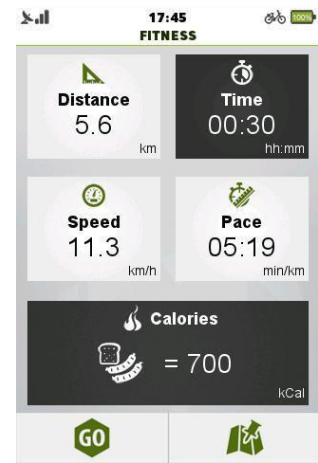 17:45
100%
FITNESS
Distance
5.6
km
Time
00:30
hh:mm
Speed
11.3
km/h
Pace
05:19
min/km
Calories
= 700
kCal
GO